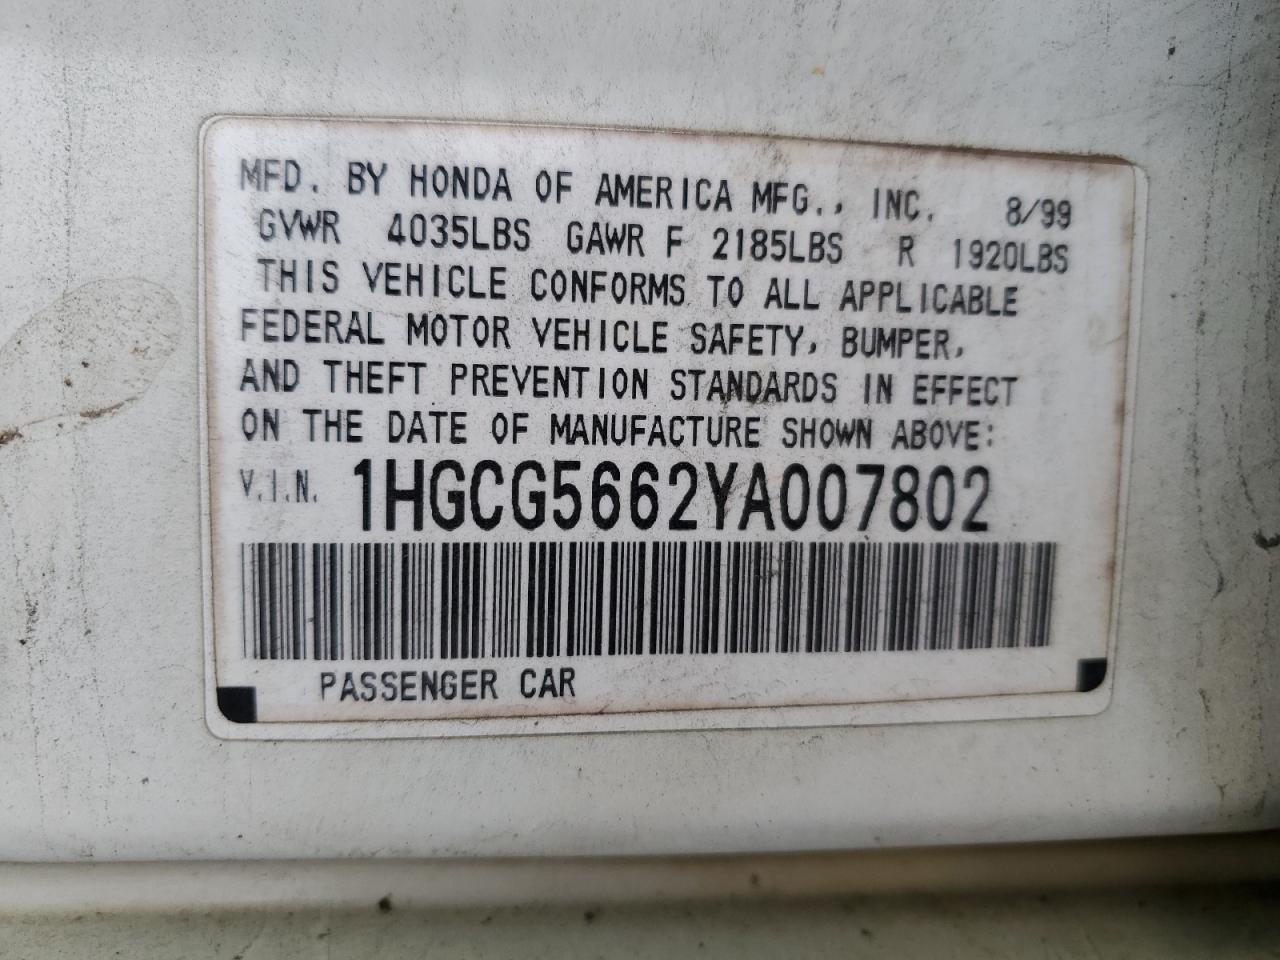 MFD. BY HONDA OF AMERICA MFG., INC. 8/99
GVWR 4035LBS GAWR F 2185LBS R 1920LBS
THIS VEHICLE CONFORMS TO ALL APPLICABLE
FEDERAL MOTOR VEHICLE SAFETY, BUMPER,
AND THEFT PREVENTION STANDARDS IN EFFECT
ON THE DATE OF MANUFACTURE SHOWN ABOVE:
V.I.N. 1HGCG5662YA007802
PASSENGER CAR